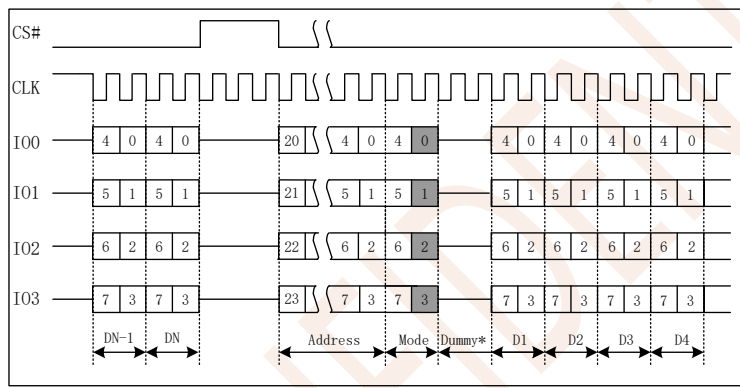 CS#
CLK
IO0 4 0 4 0 20 4 0 4 0 4 0 4 0 4 0 4 0
IO1 5 1 5 1 21 5 1 5 1 5 1 5 1 5 1 5 1
IO2 6 2 6 2 22 6 2 6 2 6 2 6 2 6 2 6 2
IO3 7 3 7 3 23 7 3 7 3 7 3 7 3 7 3 7 3
DN-1 DN Address Mode Dummy* D1 D2 D3 D4